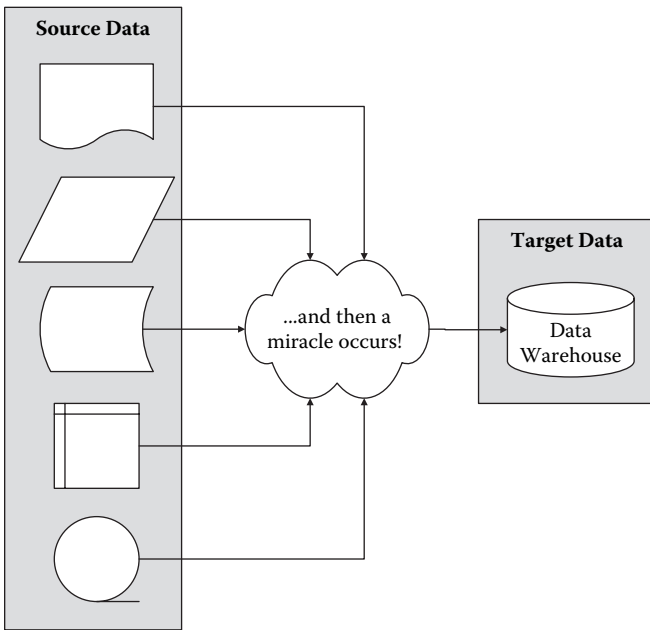 Source Data
...and then a
miracle occurs!
Target Data
Data
Warehouse